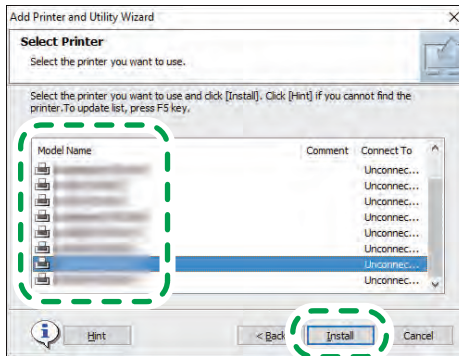 Add Printer and Utility Wizard
Select Printer
Select the printer you want to use.
Select the printer you want to use and click [Install]. Click [Hint] if you cannot find the
printer.To update list, press F5 key.
Model Name Comment Connect To
Unconnec...
Unconnec...
Unconnec...
Unconnec...
Unconnec...
Unconnec...
Unconnec...
Unconnec...
Hint < Back Install Cancel